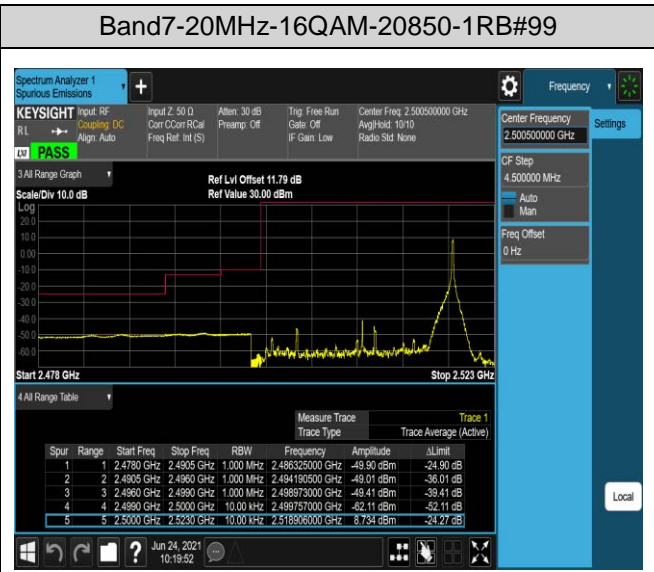 Band7-20MHz-16QAM-20850-1RB#99
Spectrum Analyzer 1
Spurious Emissions
Frequency
KEYSIGHT
RL
LXI
PASS
Input: RF
Coupling: DC
Align: Auto
Input Z: 50 Ω
Corr CCorr RCal
Freq Ref: Int (S)
Atten: 30 dB
Preamp: Off
Trig: Free Run
Gate: Off
IF Gain: Low
Center Freq: 2.500500000 GHz
Avg|Hold: 10/10
Radio Std: None
Center Frequency
2.500500000 GHz
Settings
CF Step
4.500000 MHz
Auto
Man
Freq Offset
0 Hz
3 All Range Graph
Scale/Div 10.0 dB
Ref Lvl Offset 11.79 dB
Ref Value 30.00 dBm
Log
20.0
10.0
0.00
-10.0
-20.0
-30.0
-40.0
-50.0
-60.0
Start 2.478 GHz
Stop 2.523 GHz
4 All Range Table
Measure Trace Trace 1
Trace Type Trace Average (Active)
Spur Range Start Freq Stop Freq RBW Frequency Amplitude ΔLimit
1 1 2.4780 GHz 2.4905 GHz 1.000 MHz 2.486325000 GHz -49.90 dBm -24.90 dB
2 2 2.4905 GHz 2.4960 GHz 1.000 MHz 2.494190500 GHz -49.01 dBm -36.01 dB
3 3 2.4960 GHz 2.4990 GHz 1.000 MHz 2.498973000 GHz -49.41 dBm -39.41 dB
4 4 2.4990 GHz 2.5000 GHz 10.00 kHz 2.499757000 GHz -62.11 dBm -52.11 dB
5 5 2.5000 GHz 2.5230 GHz 10.00 kHz 2.518906000 GHz 8.734 dBm -24.27 dB
Local
Jun 24, 2021
10:19:52